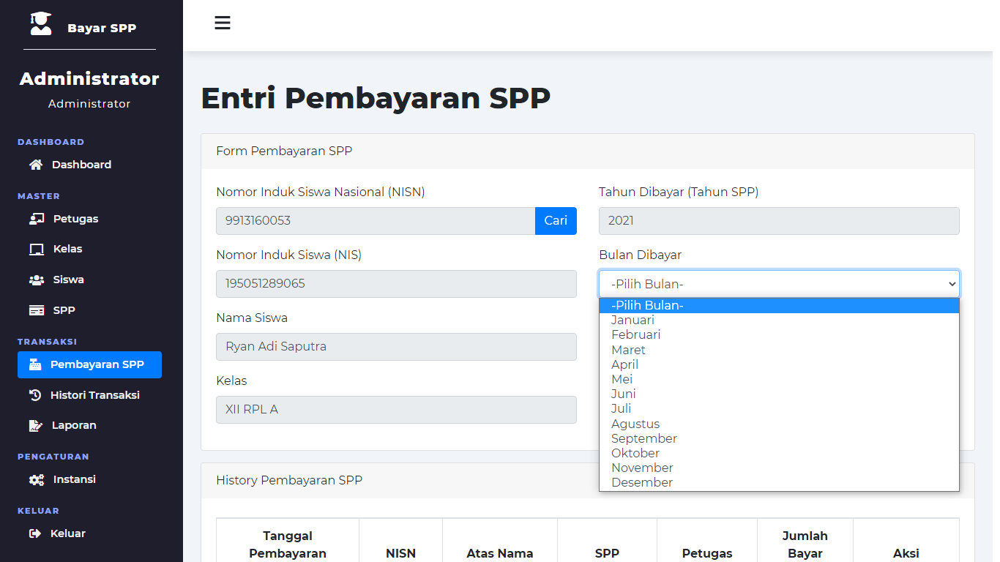 Bayar SPP
Administrator
Administrator
DASHBOARD
Dashboard
MASTER
Petugas
Kelas
Siswa
SPP
TRANSAKSI
Pembayaran SPP
Histori Transaksi
Laporan
PENGATURAN
Instansi
KELUAR
Keluar
Entri Pembayaran SPP
Form Pembayaran SPP
Nomor Induk Siswa Nasional (NISN)
9913160053 Cari
Nomor Induk Siswa (NIS)
195051289065
Nama Siswa
Ryan Adi Saputra
Kelas
XII RPL A
Tahun Dibayar (Tahun SPP)
2021
Bulan Dibayar
-Pilih Bulan-
-Pilih Bulan-
Januari
Februari
Maret
April
Mei
Juni
Juli
Agustus
September
Oktober
November
Desember
History Pembayaran SPP
Tanggal
Pembayaran
NISN
Atas Nama
SPP
Petugas
Jumlah
Bayar
Aksi